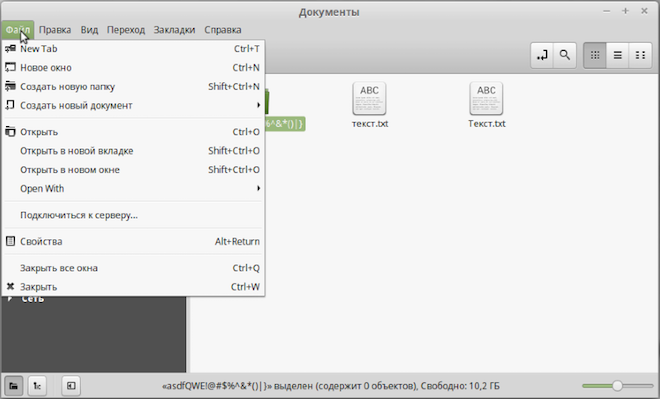 Документы
Файл Правка Вид Переход Закладки Справка
New Tab Ctrl+T
Новое окно Ctrl+N
Создать новую папку Shift+Ctrl+N
Создать новый документ
Открыть Ctrl+O
Открыть в новой вкладке Shift+Ctrl+O
Открыть в новом окне Shift+Ctrl+O
Open With
Подключиться к серверу...
Свойства Alt+Return
Закрыть все окна Ctrl+Q
Закрыть Ctrl+W
ABC ABC
%^&*()|} текст.txt Текст.txt
Сеть
«asdfQWE!@#$%^&*()|}» выделен (содержит 0 объектов), Свободно: 10,2 ГБ